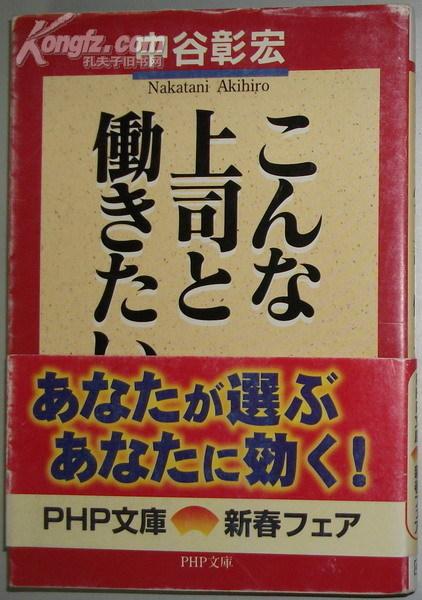 Kongfz.com
孔夫子旧书网
中谷彰宏
Nakatani Akihiro
こんな
上司と
働きたい
あなたが選ぶ
あなたに効く!
PHP文庫 新春フェア
PHP文庫